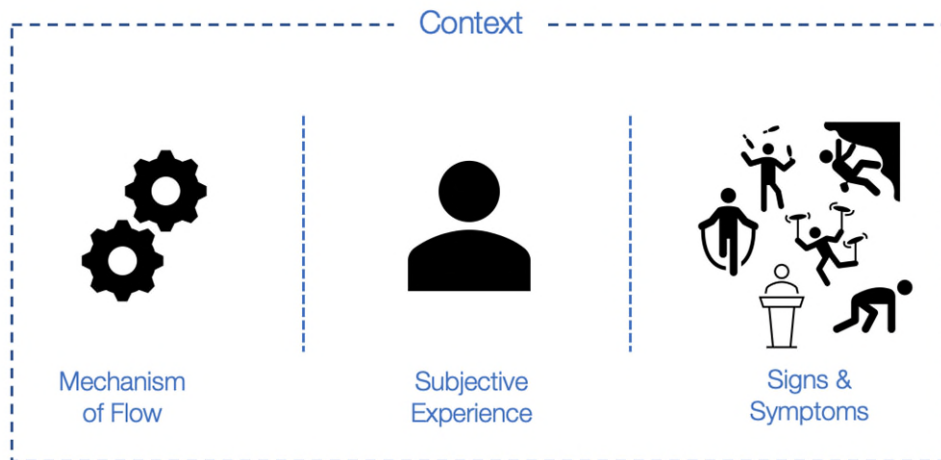 Context
Mechanism
of Flow
Subjective
Experience
Signs &
Symptoms